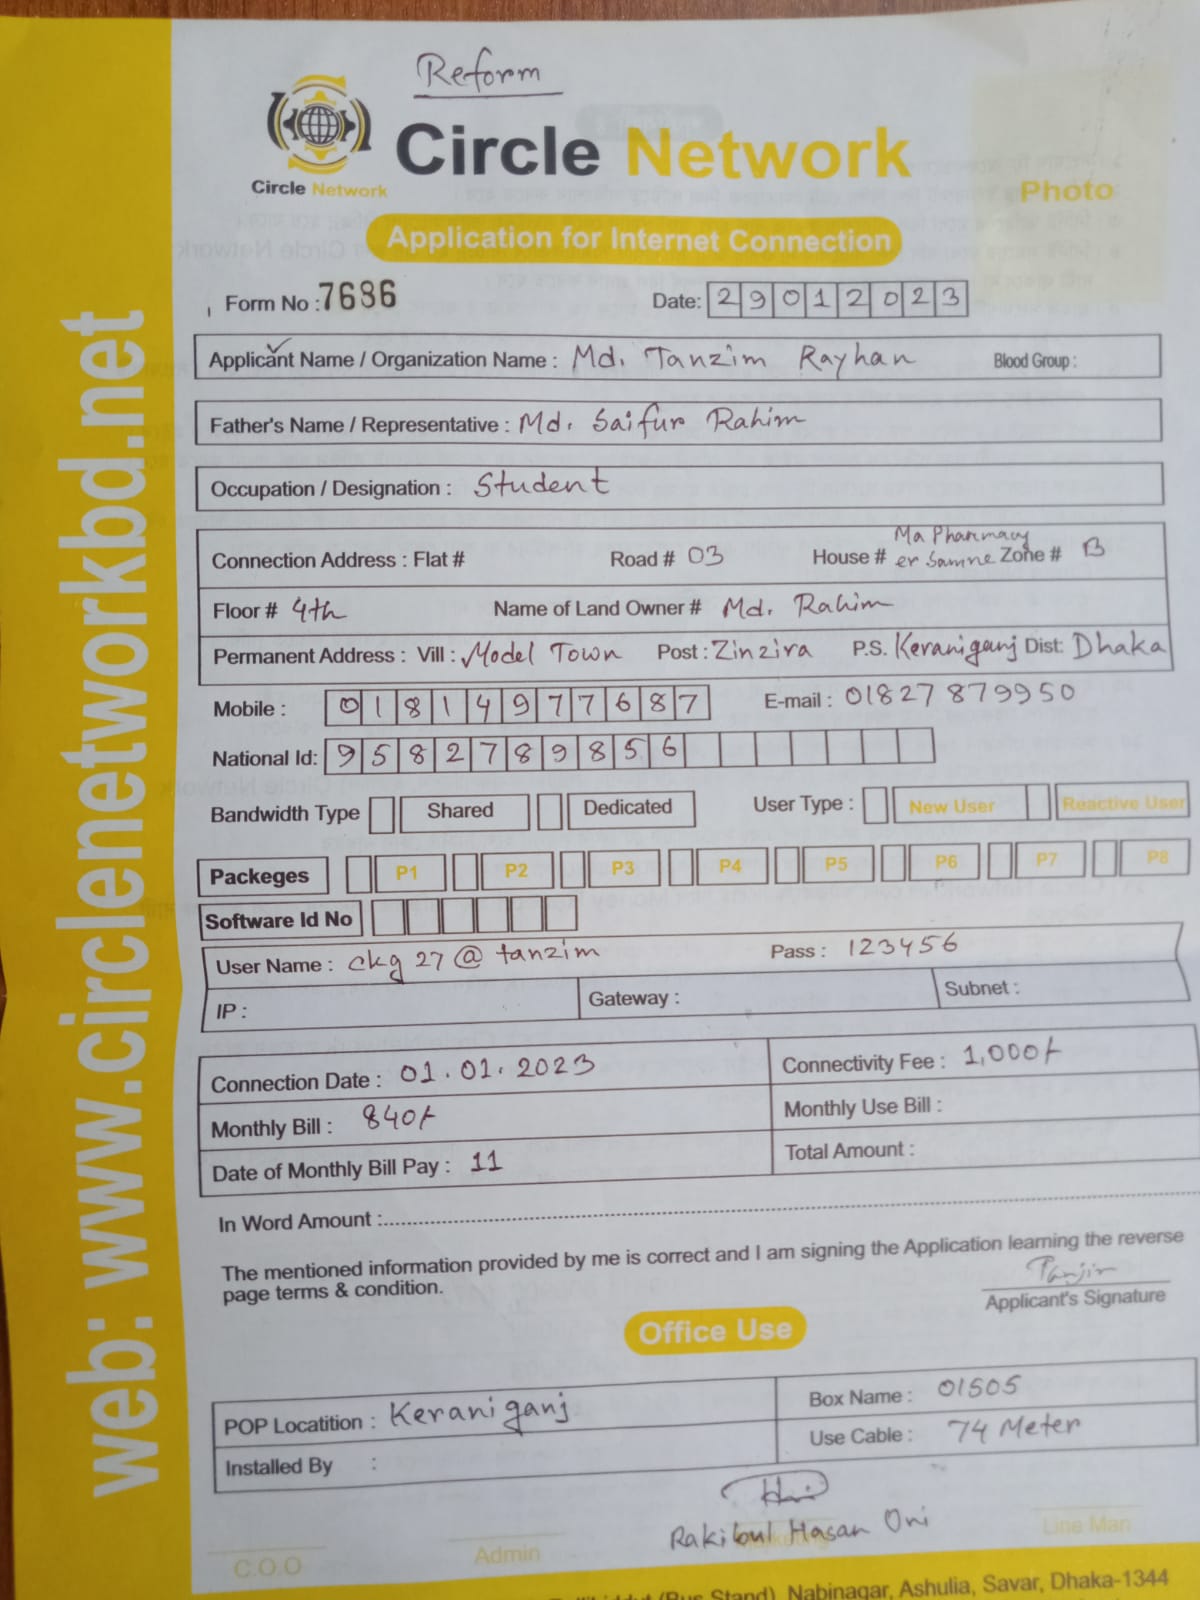 Reform
Circle Network
Circle Network
Photo
Application for Internet Connection
Form No : 7686 Date: 29012023
Applicant Name / Organization Name : Md. Tanzim Rayhan Blood Group :
Father's Name / Representative : Md. Saifur Rahim
Occupation / Designation : Student
Connection Address : Flat # Road # 03 House # Ma Pharmacy er Samne Zone # B
Floor # 4th Name of Land Owner # Md. Rahim
Permanent Address : Vill : Model Town Post : Zinzira P.S. Keraniganj Dist: Dhaka
Mobile : 01814977687 E-mail : 01827879950
National Id: 9582789856
Bandwidth Type Shared Dedicated User Type : New User Reactive User
Packeges P1 P2 P3 P4 P5 P6 P7 P8
Software Id No
User Name : ckg27@tanzim Pass : 123456
IP : Gateway : Subnet :
Connection Date : 01.01.2023 Connectivity Fee : 1,000/-
Monthly Bill : 840/- Monthly Use Bill :
Date of Monthly Bill Pay : 11 Total Amount :
In Word Amount :
The mentioned information provided by me is correct and I am signing the Application learning the reverse
page terms & condition.
Tanjim
Applicant's Signature
Office Use
POP Locatition : Keraniganj Box Name : 01505
Installed By : Use Cable : 74 Meter
Rakibul Hasan Oni
C.O.O Admin Marketing Line Man
(Bus Stand), Nabinagar, Ashulia, Savar, Dhaka-1344
web: www.circlenetworkbd.net